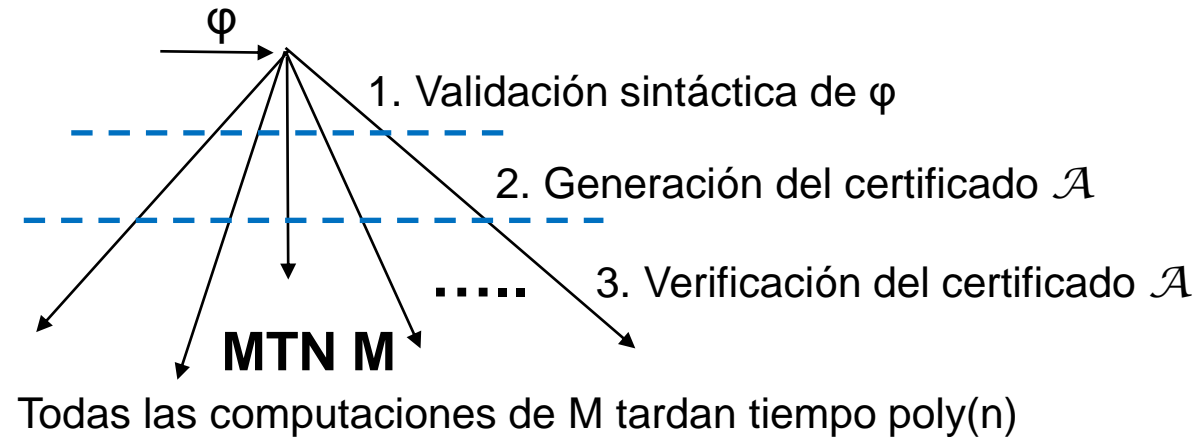 φ
1. Validación sintáctica de φ
2. Generación del certificado 𝒜
..... 3. Verificación del certificado 𝒜
MTN M
Todas las computaciones de M tardan tiempo poly(n)